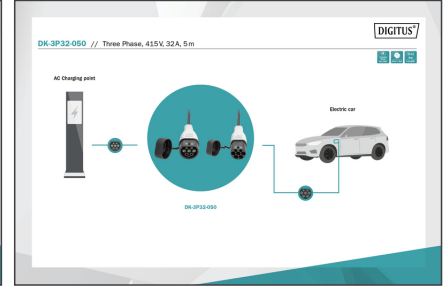 DIGITUS®
DK-3P32-050 // Three Phase, 415V, 32A, 5m
AC Charging point
Electric car
DK-3P32-050